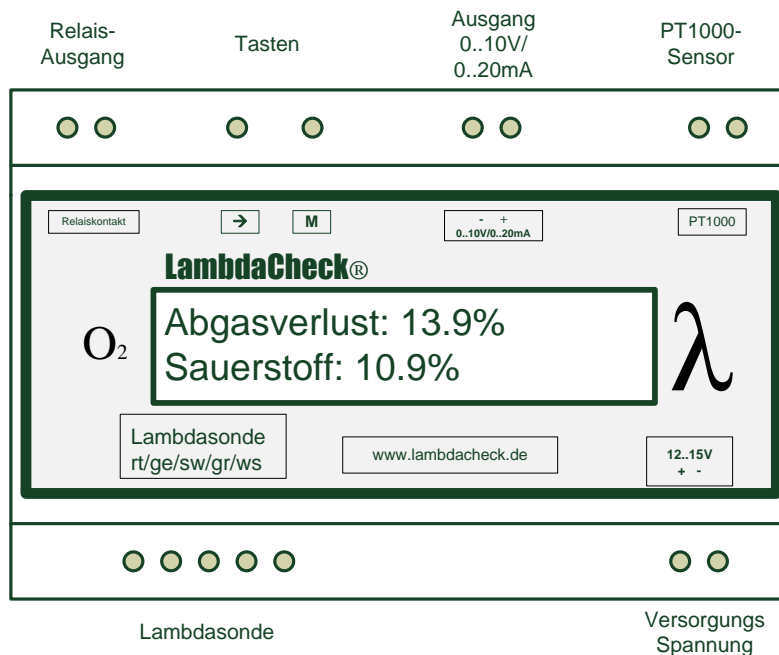 Relais-
Ausgang
Tasten
Ausgang
0..10V/
0..20mA
PT1000-
Sensor
Relaiskontakt
→
M
- +
0..10V/0..20mA
PT1000
LambdaCheck®
O2
Abgasverlust: 13.9%
Sauerstoff: 10.9%
λ
Lambdasonde
rt/ge/sw/gr/ws
www.lambdacheck.de
12..15V
+ -
Lambdasonde
Versorgungs
Spannung